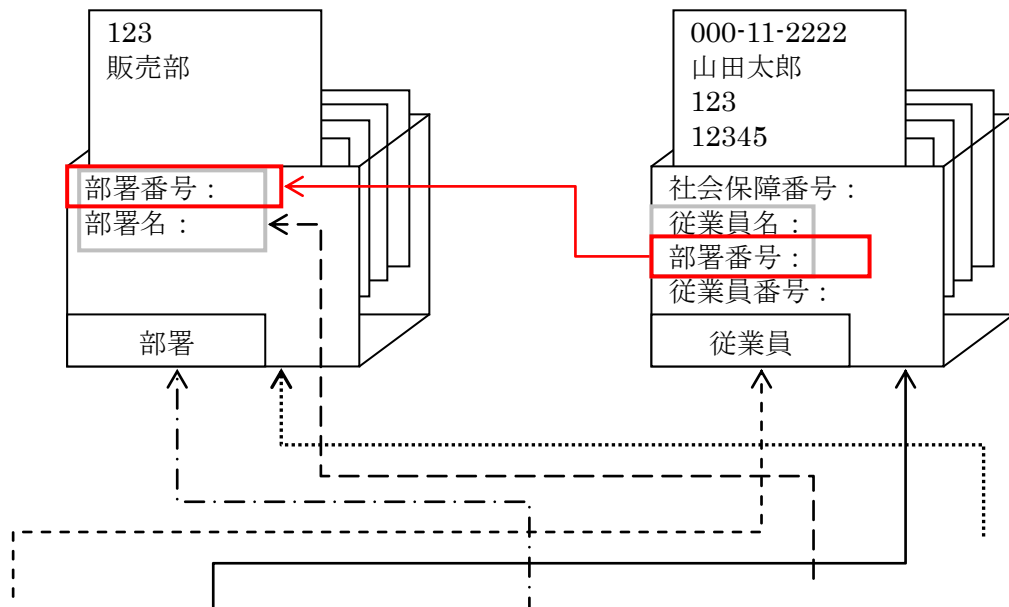 123
販売部
部署番号：
部署名：
部署
000-11-2222
山田太郎
123
12345
社会保障番号：
従業員名：
部署番号：
従業員番号：
従業員